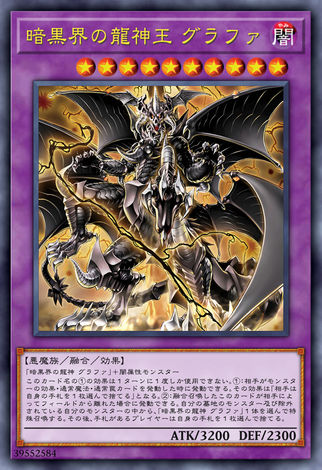 暗黒界の龍神王 グラファ
やみ
闇
【悪魔族／融合／効果】
「暗黒界の龍神 グラファ」＋闇属性モンスター
このカード名の①の効果は１ターンに１度しか使用できない。①：相手がモンスター
の効果・通常魔法・通常罠カードを発動した時に発動できる。その効果は「相手は
自身の手札を１枚選んで捨てる」となる。②：融合召喚したこのカードが相手によ
ってフィールドから離れた場合に発動できる。自分の墓地のモンスター及び除外
されている自分のモンスターの中から、「暗黒界の龍神 グラファ」１体を選んで特
殊召喚する。その後、手札があるプレイヤーは自身の手札を１枚選んで捨てる。
ATK/3200 DEF/2300
39552584